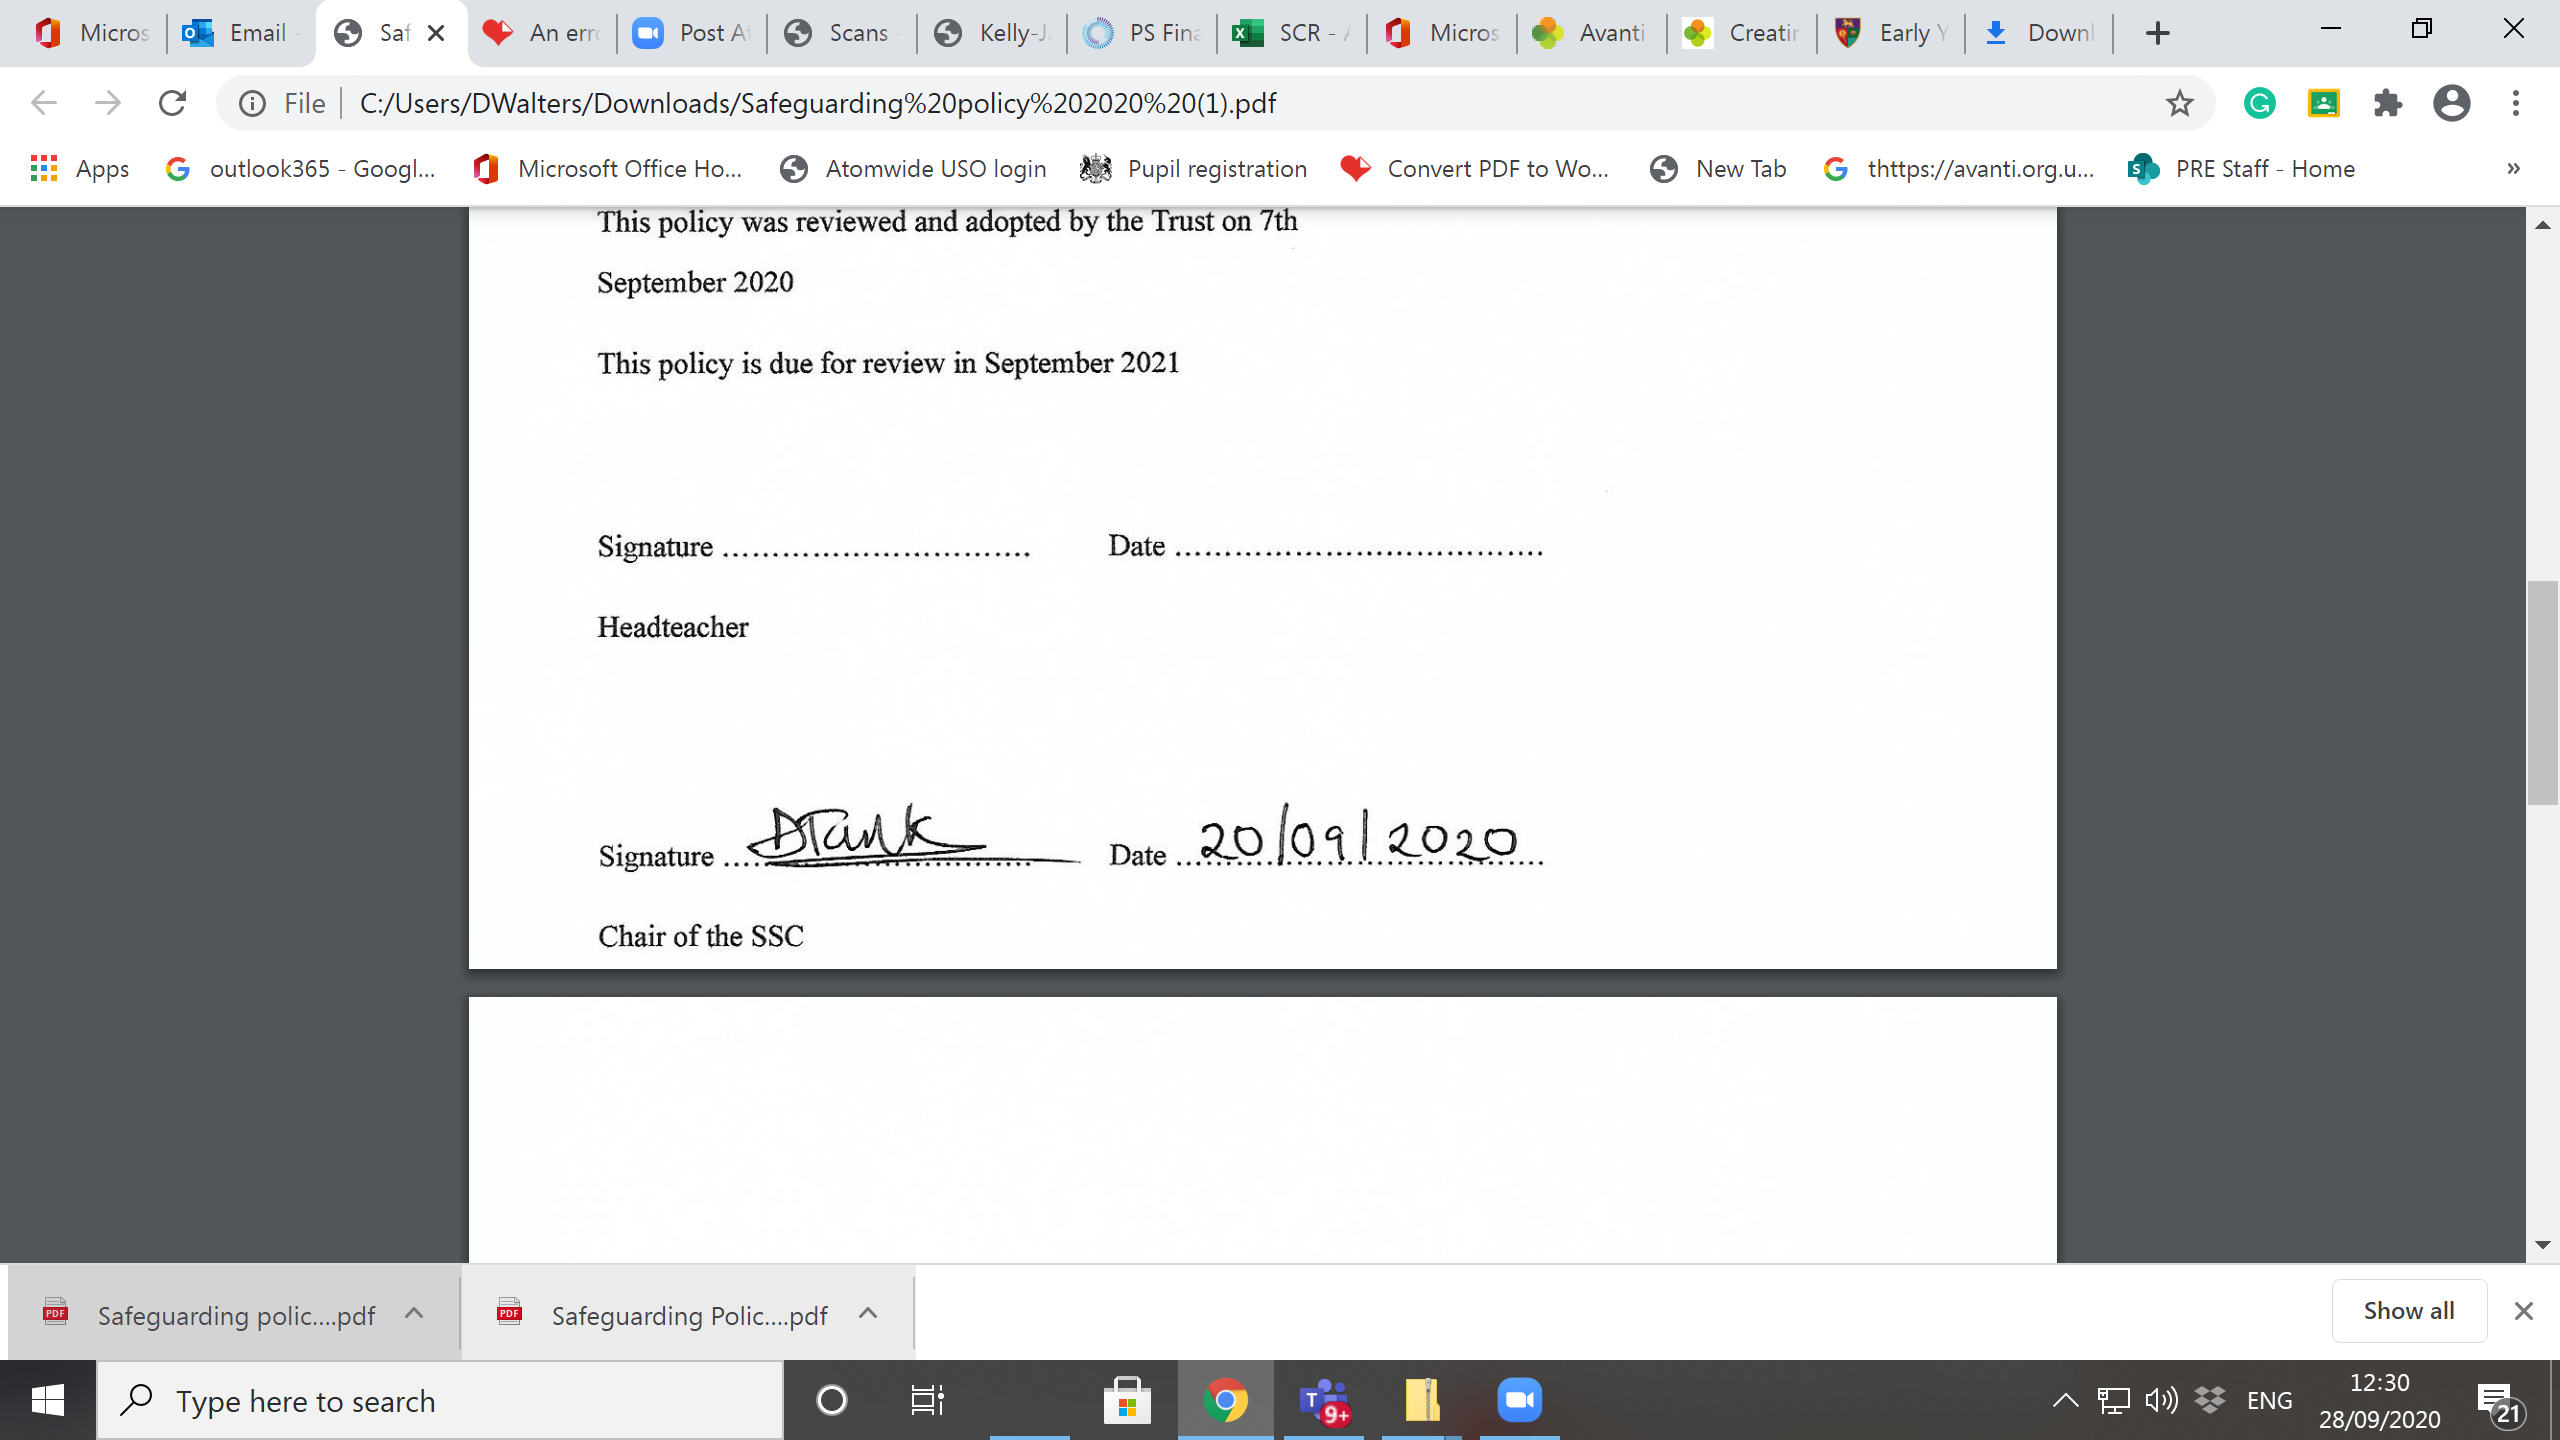 Micros
Email -
Saf
An erro
Post At
Scans -
Kelly-J
PS Fina
SCR - A
Micros
Avanti
Creatin
Early Y
Downl
File
C:/Users/DWalters/Downloads/Safeguarding%20policy%202020%20(1).pdf
Apps
outlook365 - Googl...
Microsoft Office Ho...
Atomwide USO login
Pupil registration
Convert PDF to Wo...
New Tab
thttps://avanti.org.u...
PRE Staff - Home
»
This policy was reviewed and adopted by the Trust on 7th
September 2020
This policy is due for review in September 2021
Signature .................................... Date ............................................
Headteacher
Signature DTank Date 20/09/2020
Chair of the SSC
Safeguarding polic....pdf
Safeguarding Polic....pdf
Show all
Type here to search
9+
ENG
12:30
28/09/2020
21